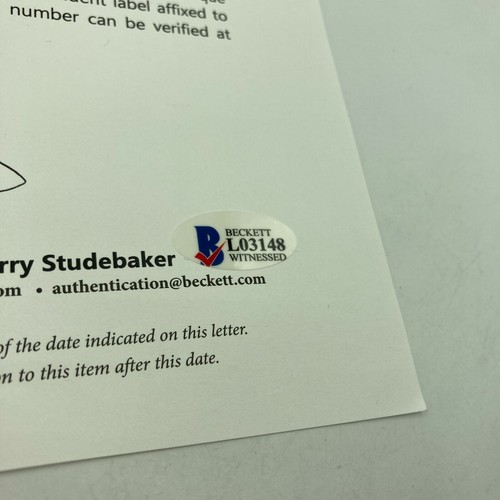 label affixed to
number can be verified at
BECKETT
L03148
WITNESSED
rry Studebaker
om • authentication@beckett.com
of the date indicated on this letter.
n to this item after this date.